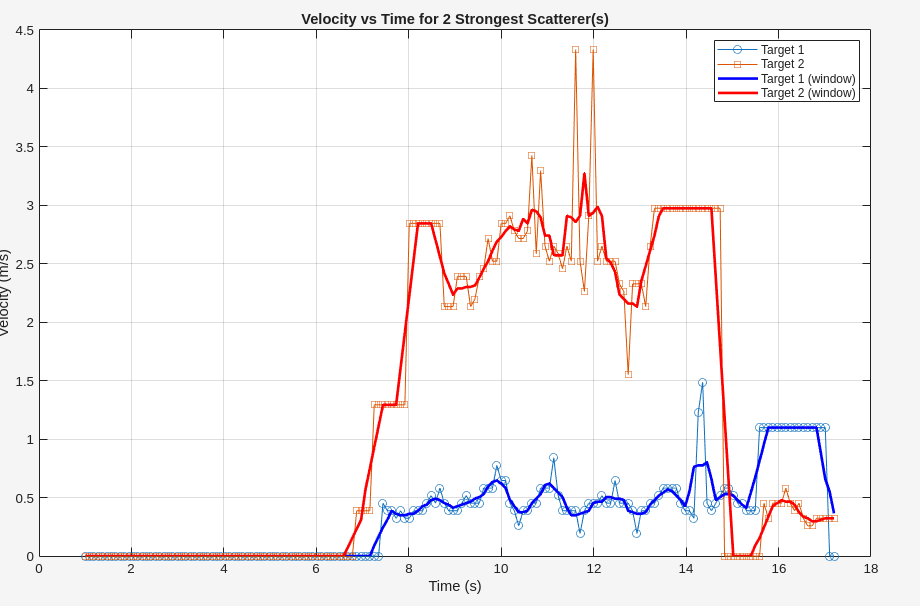 Velocity vs Time for 2 Strongest Scatterer(s)
4.5
4
3.5
3
2.5
2
1.5
1
0.5
0
Velocity (m/s)
Target 1
Target 2
Target 1 (window)
Target 2 (window)
0 2 4 6 8 10 12 14 16 18
Time (s)